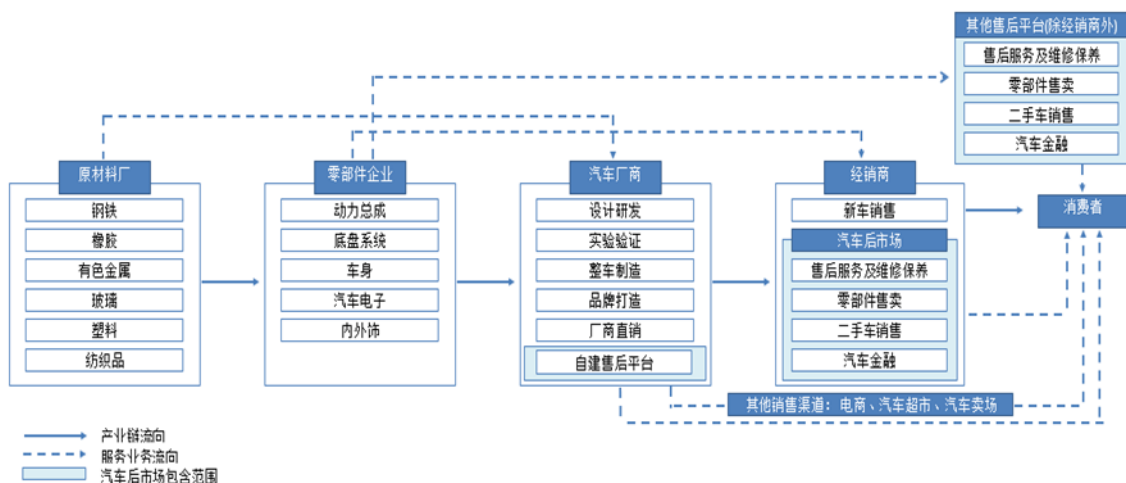 其他售后平台(除经销商外)
售后服务及维修保养
零部件售卖
二手车销售
汽车金融
原材料厂
钢铁
橡胶
有色金属
玻璃
塑料
纺织品
零部件企业
动力总成
底盘系统
车身
汽车电子
内外饰
汽车厂商
设计研发
实验验证
整车制造
品牌打造
厂商直销
自建售后平台
经销商
新车销售
汽车后市场
售后服务及维修保养
零部件售卖
二手车销售
汽车金融
消费者
其他销售渠道：电商、汽车超市、汽车卖场
产业链流向
服务业务流向
汽车后市场包含范围